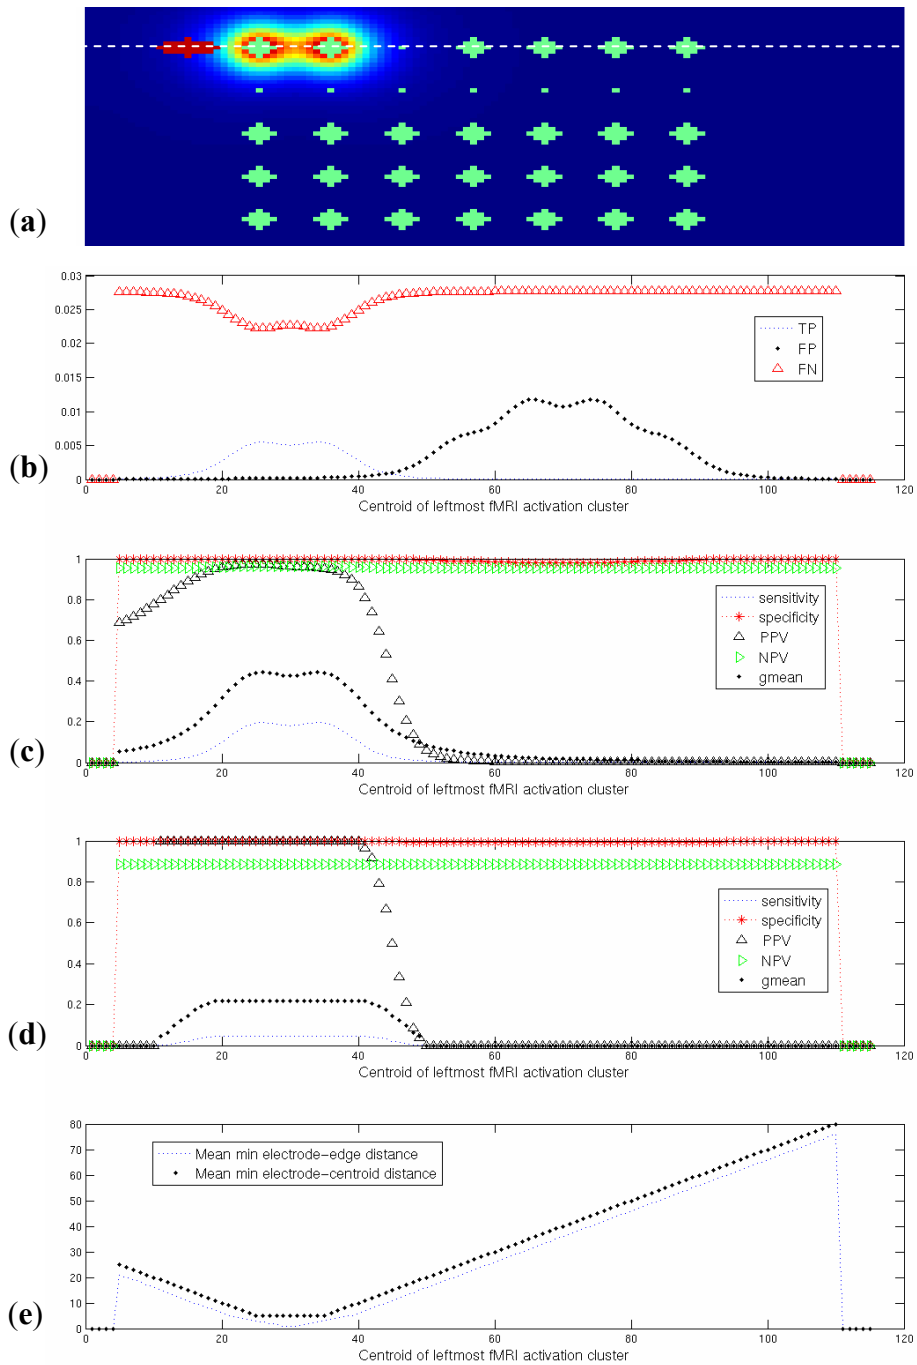 (a)
0.03
0.025
0.02
0.015
0.01
0.005
0
TP
FP
FN
(b)
0 20 40 60 80 100 120
Centroid of leftmost fMRI activation cluster
1
0.8
0.6
0.4
0.2
0
sensitivity
specificity
PPV
NPV
gmean
(c)
0 20 40 60 80 100 120
Centroid of leftmost fMRI activation cluster
1
0.8
0.6
0.4
0.2
0
sensitivity
specificity
PPV
NPV
gmean
(d)
0 20 40 60 80 100 120
Centroid of leftmost fMRI activation cluster
80
70
60
50
40
30
20
10
0
Mean min electrode-edge distance
Mean min electrode-centroid distance
(e)
0 20 40 60 80 100 120
Centroid of leftmost fMRI activation cluster